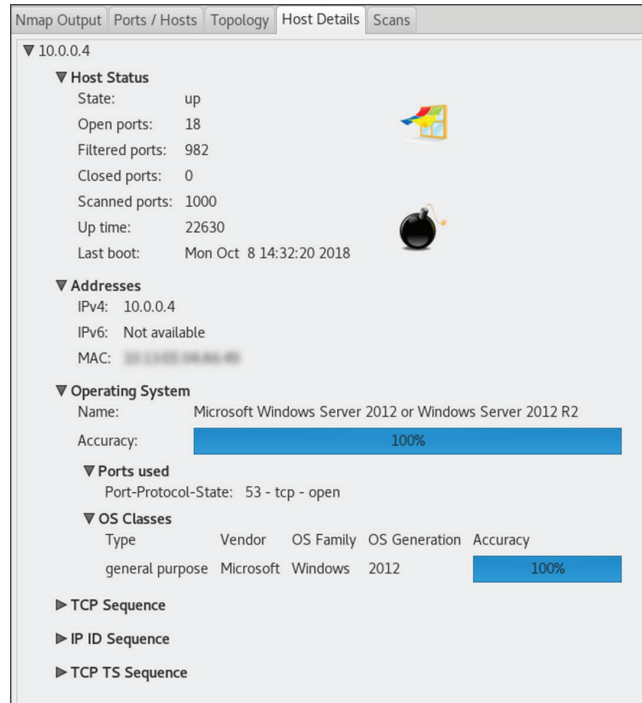 Nmap Output Ports / Hosts Topology Host Details Scans
10.0.0.4
Host Status
State: up
Open ports: 18
Filtered ports: 982
Closed ports: 0
Scanned ports: 1000
Up time: 22630
Last boot: Mon Oct 8 14:32:20 2018
Addresses
IPv4: 10.0.0.4
IPv6: Not available
MAC:
Operating System
Name: Microsoft Windows Server 2012 or Windows Server 2012 R2
Accuracy: 100%
Ports used
Port-Protocol-State: 53 - tcp - open
OS Classes
Type Vendor OS Family OS Generation Accuracy
general purpose Microsoft Windows 2012 100%
TCP Sequence
IP ID Sequence
TCP TS Sequence